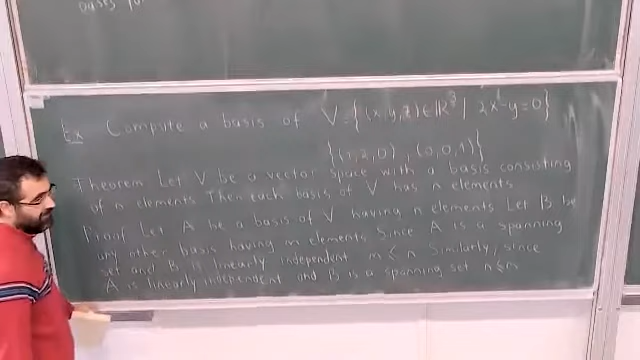 bases for
Ex Compute a basis of V={(x,y,z)∈ℝ³ | 2x-y=0}
{(1,2,0), (0,0,1)}
Theorem Let V be a vector space with a basis consisting
of n elements Then each basis of V has n elements
Proof Let A be a basis of V having n elements Let B be
any other basis having m elements Since A is a spanning
set and B is linearly independent m≤n Similarly, since
A is linearly independent and B is a spanning set n≤m